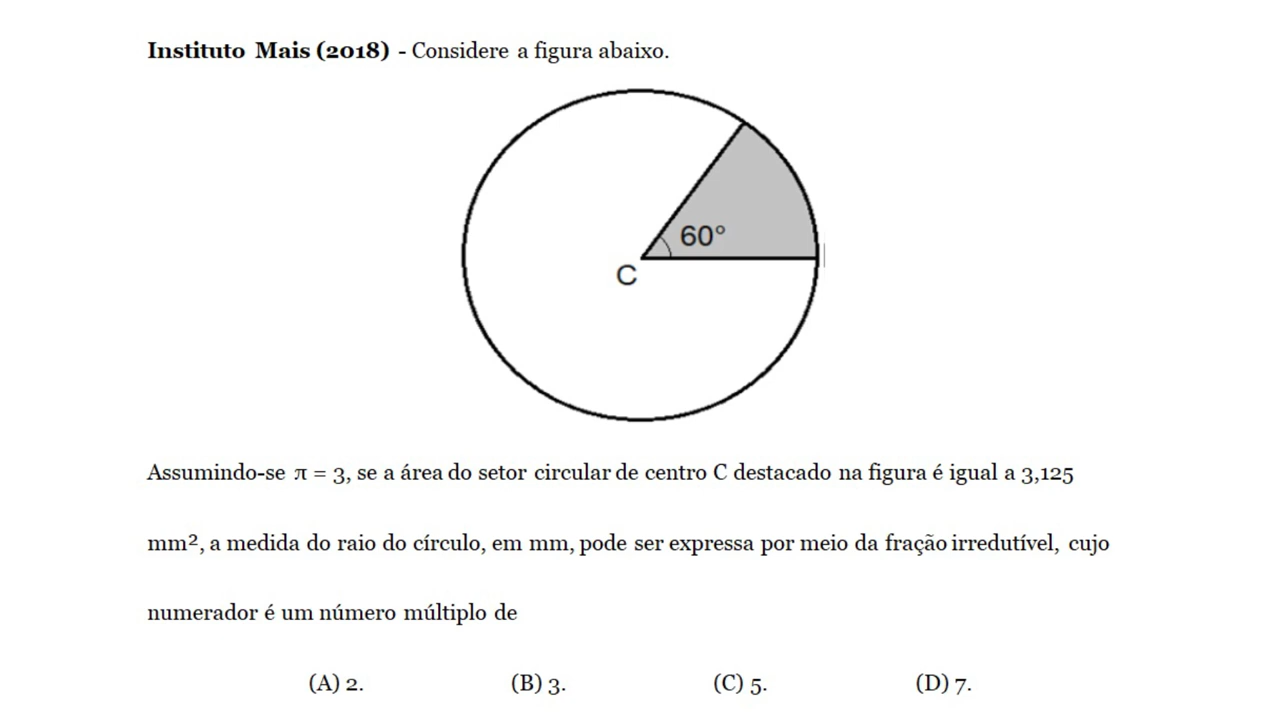 Instituto Mais (2018) - Considere a figura abaixo.
60°
C
Assumindo-se π = 3, se a área do setor circular de centro C destacado na figura é igual a 3,125
mm², a medida do raio do círculo, em mm, pode ser expressa por meio da fração irredutível, cujo
numerador é um número múltiplo de
(A) 2. (B) 3. (C) 5. (D) 7.